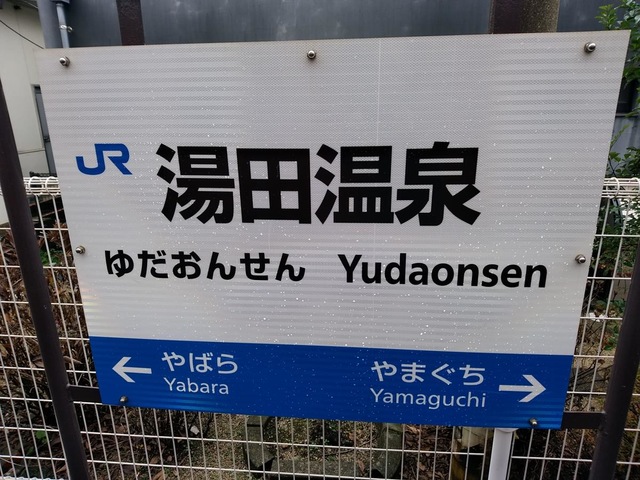 JR 湯田温泉
ゆだおんせん Yudaonsen
← やばら やまぐち →
Yabara Yamaguchi